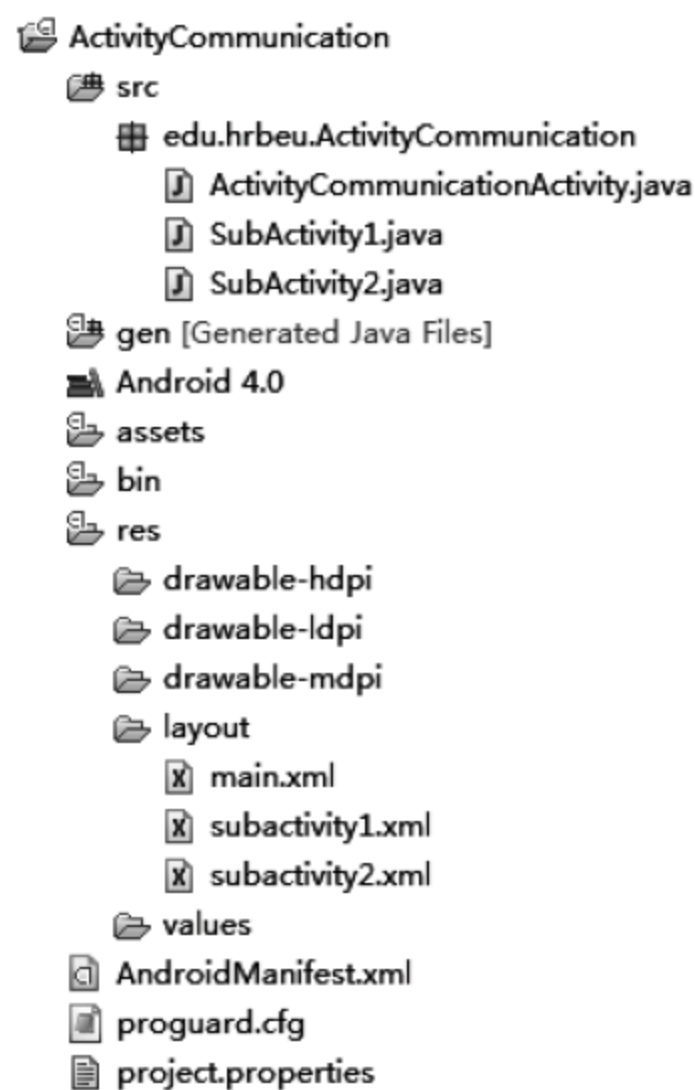 ActivityCommunication
src
edu.hrbeu.ActivityCommunication
ActivityCommunicationActivity.java
SubActivity1.java
SubActivity2.java
gen [Generated Java Files]
Android 4.0
assets
bin
res
drawable-hdpi
drawable-ldpi
drawable-mdpi
layout
main.xml
subactivity1.xml
subactivity2.xml
values
AndroidManifest.xml
proguard.cfg
project.properties